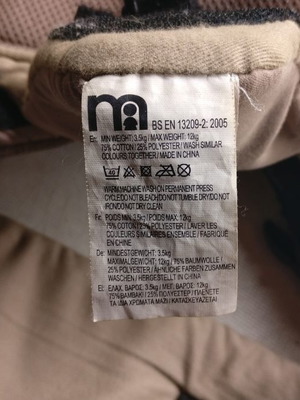 m
BS EN 13209-2: 2005
En: MIN WEIGHT: 3.5kg / MAX WEIGHT: 12kg
75% COTTON / 25% POLYESTER / WASH SIMILAR
COLOURS TOGETHER / MADE IN CHINA
40
WARM MACHINE WASH ON PERMANENT PRESS
CYCLE/DO NOT BLEACH/DO NOT TUMBLE DRY/DO NOT
IRON/DO NOT DRY CLEAN
Fr: POIDS MIN: 3.5kg / POIDS MAX: 12kg
75% COTON / 25% POLYESTER / LAVER LES
COULEURS SIMILAIRES ENSEMBLE / FABRIQUÉ
EN CHINE
De: MINDESTGEWICHT: 3.5kg
MAXIMALGEWICHT: 12kg / 75% BAUMWOLLE /
25% POLYESTER / ÄHNLICHE FARBEN ZUSAMMEN
WASCHEN / HERGESTELLT IN CHINA
El: ΕΛΑΧ. ΒΑΡΟΣ: 3.5kg / ΜΕΓ. ΒΑΡΟΣ: 12kg
75% ΒΑΜΒΑΚΙ / 25% ΠΟΛΥΕΣΤΕΡ / ΠΛΕΝΕΤΕ
ΤΑ ΟΜΟΙΑ ΧΡΩΜΑΤΑ ΜΑΖΙ / ΚΑΤΑΣΚΕΥΑΖΕΤΑΙ